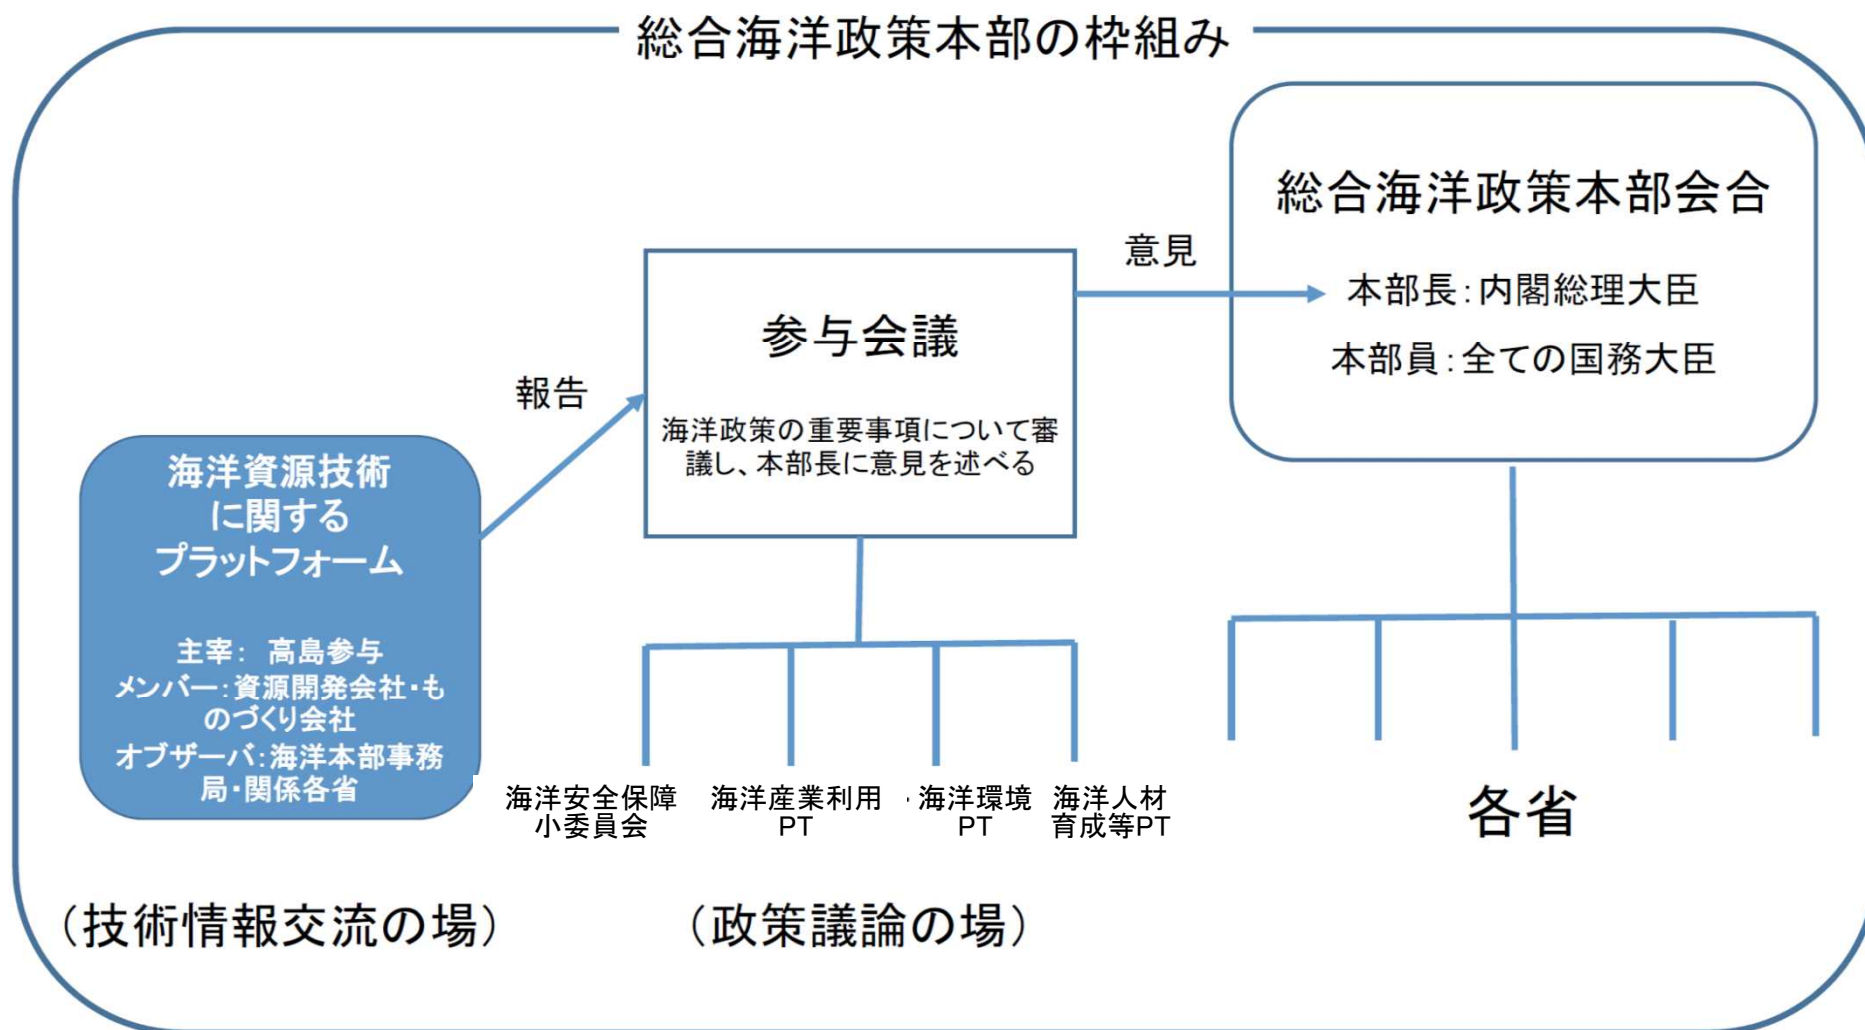 総合海洋政策本部の枠組み
総合海洋政策本部会合
本部長:内閣総理大臣
本部員:全ての国務大臣
意見
参与会議
海洋政策の重要事項について審
議し、本部長に意見を述べる
報告
海洋資源技術
に関する
プラットフォーム
主宰: 高島参与
メンバー:資源開発会社・も
のづくり会社
オブザーバ:海洋本部事務
局・関係各省
海洋安全保障
小委員会
海洋産業利用
PT
・海洋環境
PT
海洋人材
育成等PT
各省
(技術情報交流の場)
(政策議論の場)